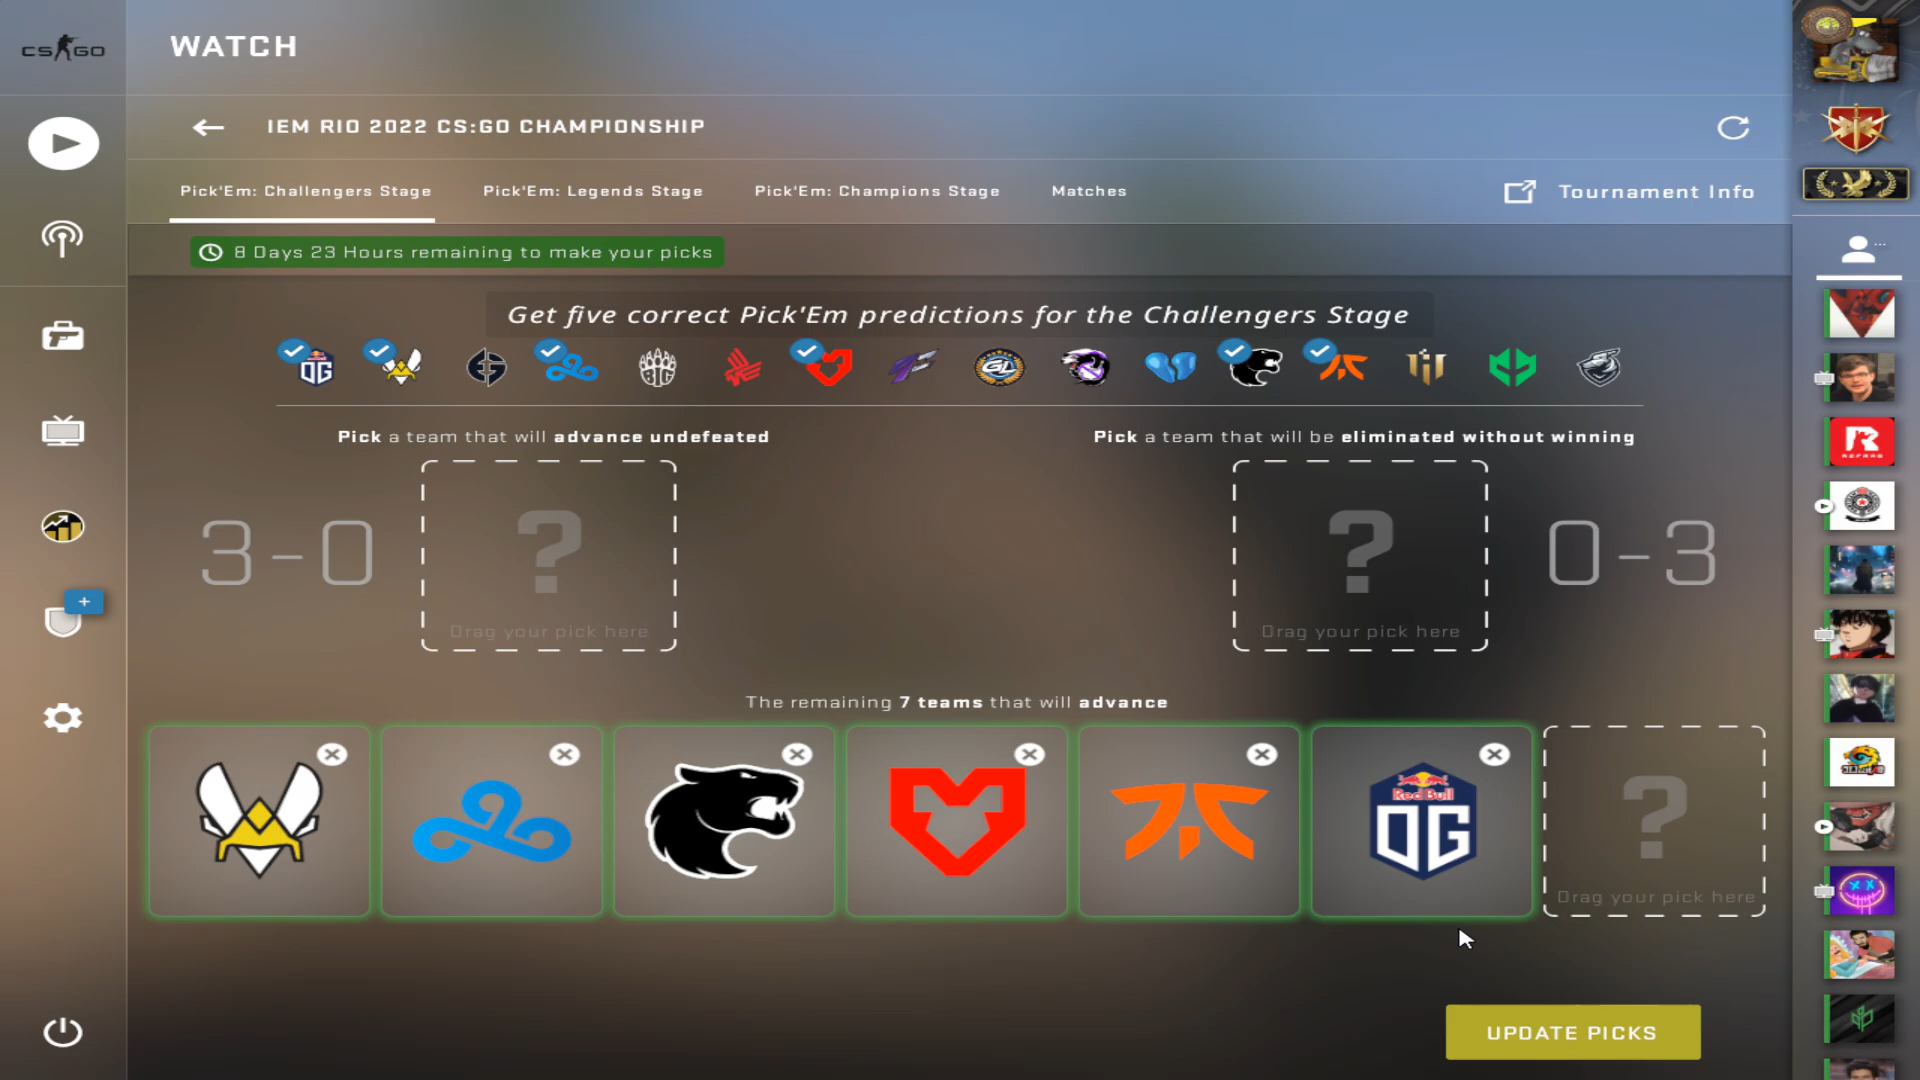 CS GO
WATCH
IEM RIO 2022 CS:GO CHAMPIONSHIP
Pick'Em: Challengers Stage
Pick'Em: Legends Stage
Pick'Em: Champions Stage
Matches
Tournament Info
8 Days 23 Hours remaining to make your picks
Get five correct Pick'Em predictions for the Challengers Stage
OG
BIG
GL
Pick a team that will advance undefeated
Pick a team that will be eliminated without winning
3-0
?
Drag your pick here
?
Drag your pick here
0-3
The remaining 7 teams that will advance
Red Bull
OG
?
Drag your pick here
UPDATE PICKS
R
REFRAG
+